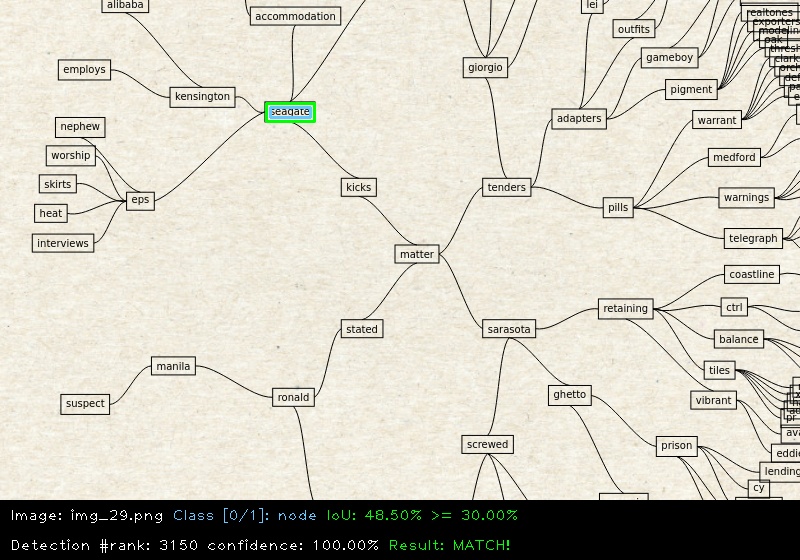 alibaba
accommodation
lei
realtones
exporters
outfits
gameboy
giorgio
employs
pigment
kensington
seagate
adapters
warrant
nephew
worship
medford
skirts
kicks
tenders
eps
warnings
pills
heat
telegraph
interviews
matter
coastline
retaining
ctrl
stated
sarasota
balance
manila
tiles
ghetto
ronald
vibrant
suspect
pr
screwed
prison
eddie
lending
cy
Image: img_29.png Class [0/1]: node IoU: 48.50% >= 30.00%
Detection #rank: 3150 confidence: 100.00% Result: MATCH!